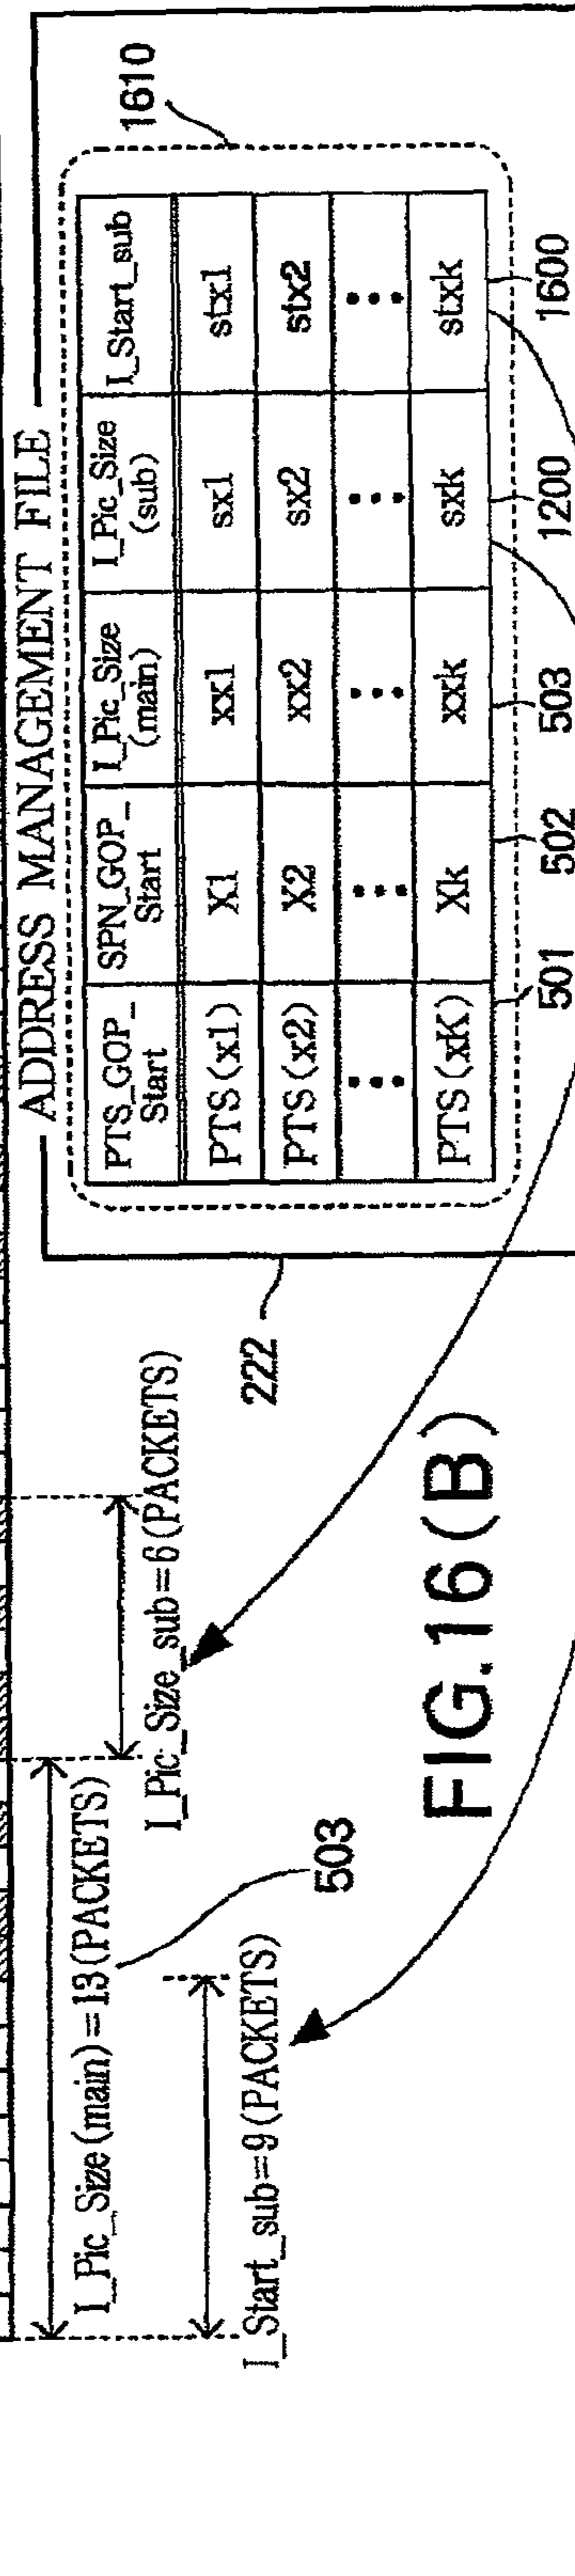 ADDRESS MANAGEMENT FILE
1610
PTS_GOP_Start SPN_GOP_Start I_Pic_Size (main) I_Pic_Size (sub) I_Start_sub
PTS(x1) X1 xx1 sx1 stx1
PTS(x2) X2 xx2 sx2 stx2
PTS(xK) Xk xxk sxk stxk
501 502 503 1200 1600
222
I_Pic_Size(main)=13(PACKETS)
I_Pic_Size_sub=6(PACKETS)
503
I_Start_sub=9(PACKETS)
FIG.16(B)